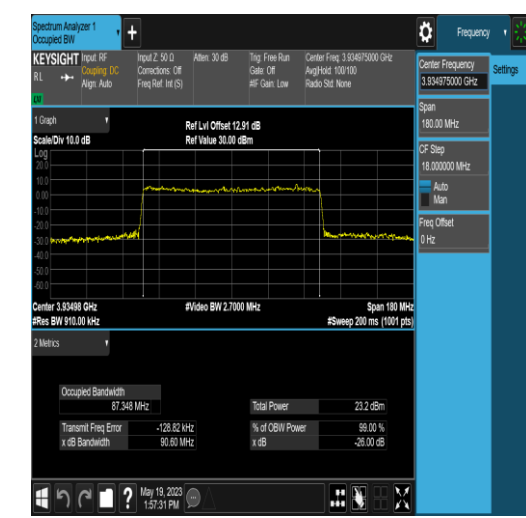 Spectrum Analyzer 1
Occupied BW
+
Frequency
KEYSIGHT
RL
Input: RF
Coupling: DC
Align: Auto
Input Z: 50 Ω
Corrections: Off
Freq Ref: Int (S)
Atten: 30 dB
Trig: Free Run
Gate: Off
#IF Gain: Low
Center Freq: 3.934975000 GHz
Avg|Hold: 100/100
Radio Std: None
Center Frequency
3.934975000 GHz
Settings
Span
180.00 MHz
CF Step
18.000000 MHz
Auto
Man
Freq Offset
0 Hz
1 Graph
Scale/Div 10.0 dB
Ref Lvl Offset 12.91 dB
Ref Value 30.00 dBm
Log
20.0
10.0
0.00
-10.0
-20.0
-30.0
-40.0
-50.0
-60.0
Center 3.93498 GHz
#Video BW 2.7000 MHz
Span 180 MHz
#Res BW 910.00 kHz
#Sweep 200 ms (1001 pts)
2 Metrics
Occupied Bandwidth
87.348 MHz
Total Power 23.2 dBm
Transmit Freq Error -128.82 kHz
% of OBW Power 99.00 %
x dB Bandwidth 90.60 MHz
x dB -26.00 dB
?
May 19, 2023
1:57:31 PM